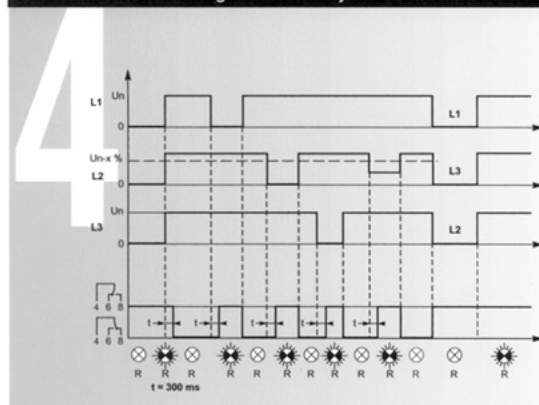 4
Un
L1
0
L1
Un-x %
L2
0
L3
Un
L3
0
L2
4 6 8
t t t t t
4 6 8
R R R R R R R R R R R R
t = 300 ms